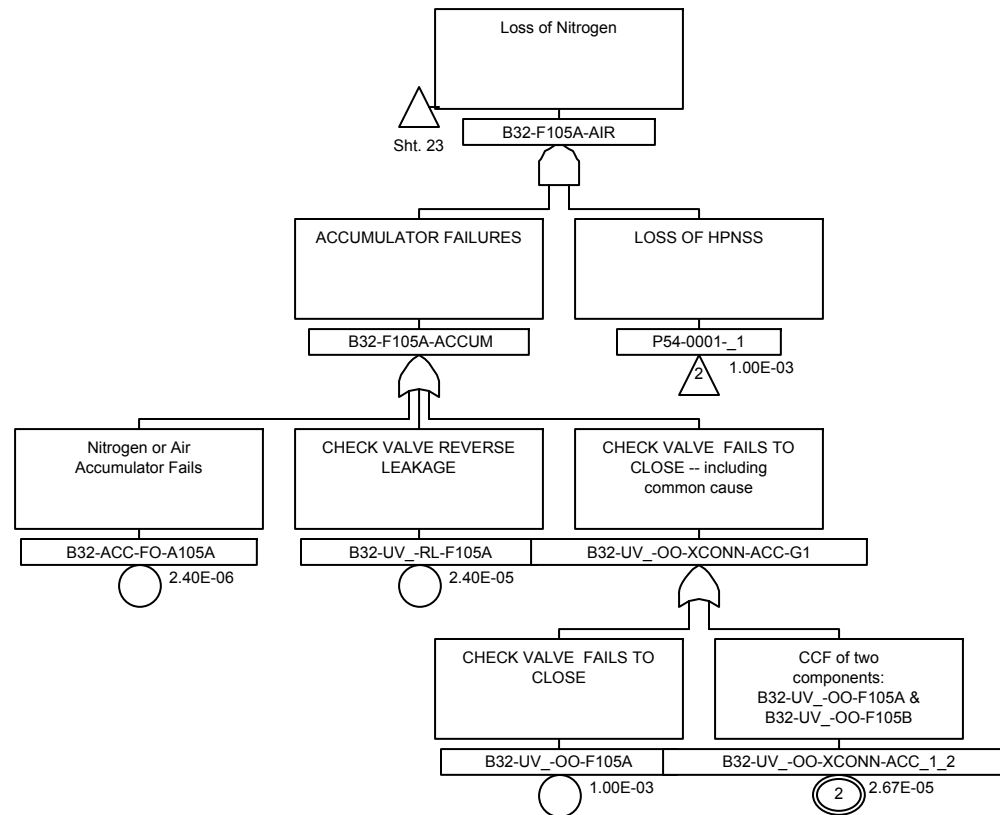 Loss of Nitrogen
Sht. 23
B32-F105A-AIR
ACCUMULATOR FAILURES
LOSS OF HPNSS
B32-F105A-ACCUM
P54-0001-_1
2
1.00E-03
Nitrogen or Air
Accumulator Fails
CHECK VALVE REVERSE
LEAKAGE
CHECK VALVE FAILS TO
CLOSE -- including
common cause
B32-ACC-FO-A105A
2.40E-06
B32-UV_-RL-F105A
2.40E-05
B32-UV_-OO-XCONN-ACC-G1
CHECK VALVE FAILS TO
CLOSE
CCF of two
components:
B32-UV_-OO-F105A &
B32-UV_-OO-F105B
B32-UV_-OO-F105A
1.00E-03
B32-UV_-OO-XCONN-ACC_1_2
2
2.67E-05